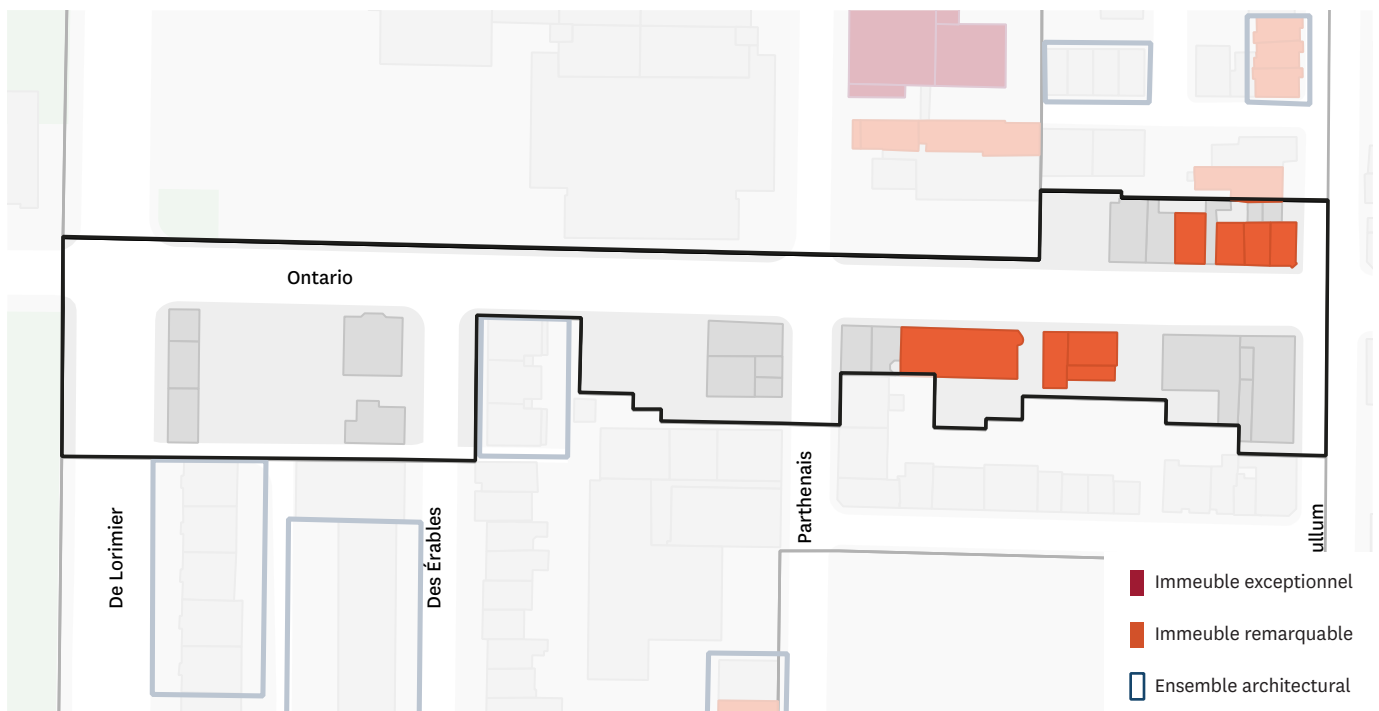 Ontario
De Lorimier
Des Érables
Parthenais
ullum
Immeuble exceptionnel
Immeuble remarquable
Ensemble architectural